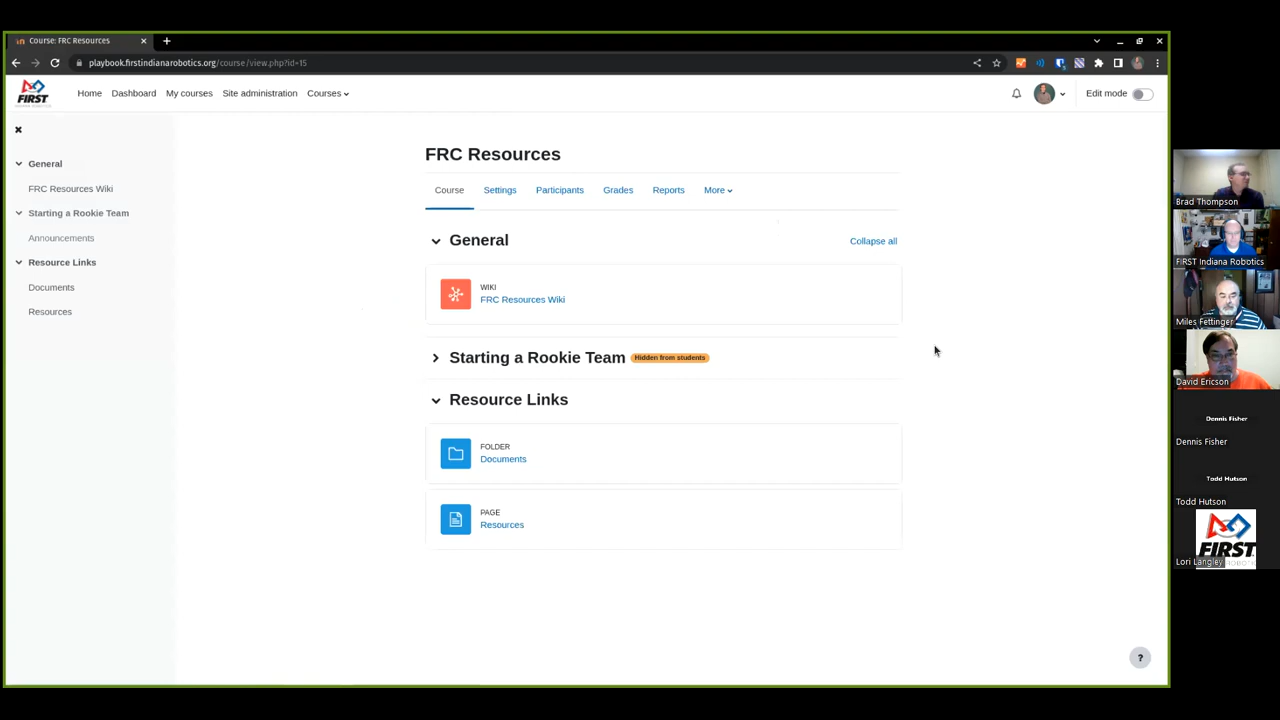 Course: FRC Resources
playbook.firstindianarobotics.org/course/view.php?id=15
FIRST
Home Dashboard My courses Site administration Courses
Edit mode
General
FRC Resources Wiki
Starting a Rookie Team
Announcements
Resource Links
Documents
Resources
FRC Resources
Course Settings Participants Grades Reports More
General
Collapse all
WIKI
FRC Resources Wiki
Starting a Rookie Team Hidden from students
Resource Links
FOLDER
Documents
PAGE
Resources
?
Brad Thompson
FIRST Indiana Robotics
Miles Fettinger
David Ericson
Dennis Fisher
Dennis Fisher
Todd Hutson
Todd Hutson
FIRST
Lori Langley